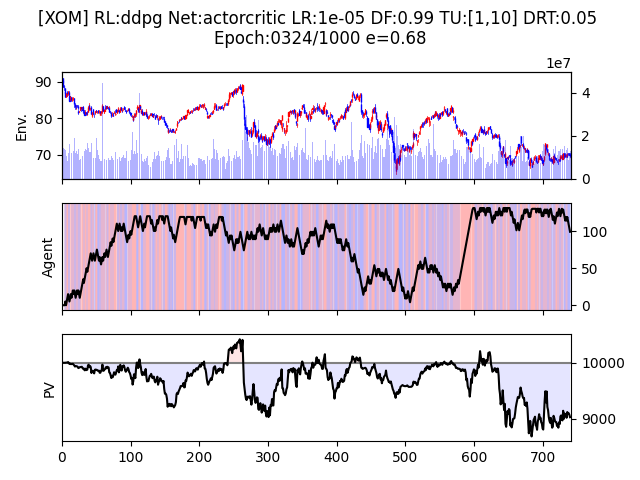 [XOM] RL:ddpg Net:actorcritic LR:1e-05 DF:0.99 TU:[1,10] DRT:0.05
Epoch:0324/1000 e=0.68
1e7
90
80
70
Env.
4
2
0
Agent
100
50
0
PV
10000
9000
0 100 200 300 400 500 600 700